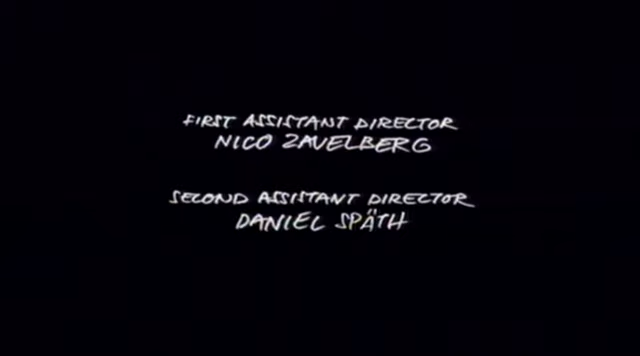 FIRST ASSISTANT DIRECTOR
NICO ZAVELBERG
SECOND ASSISTANT DIRECTOR
DANIEL SPÄTH